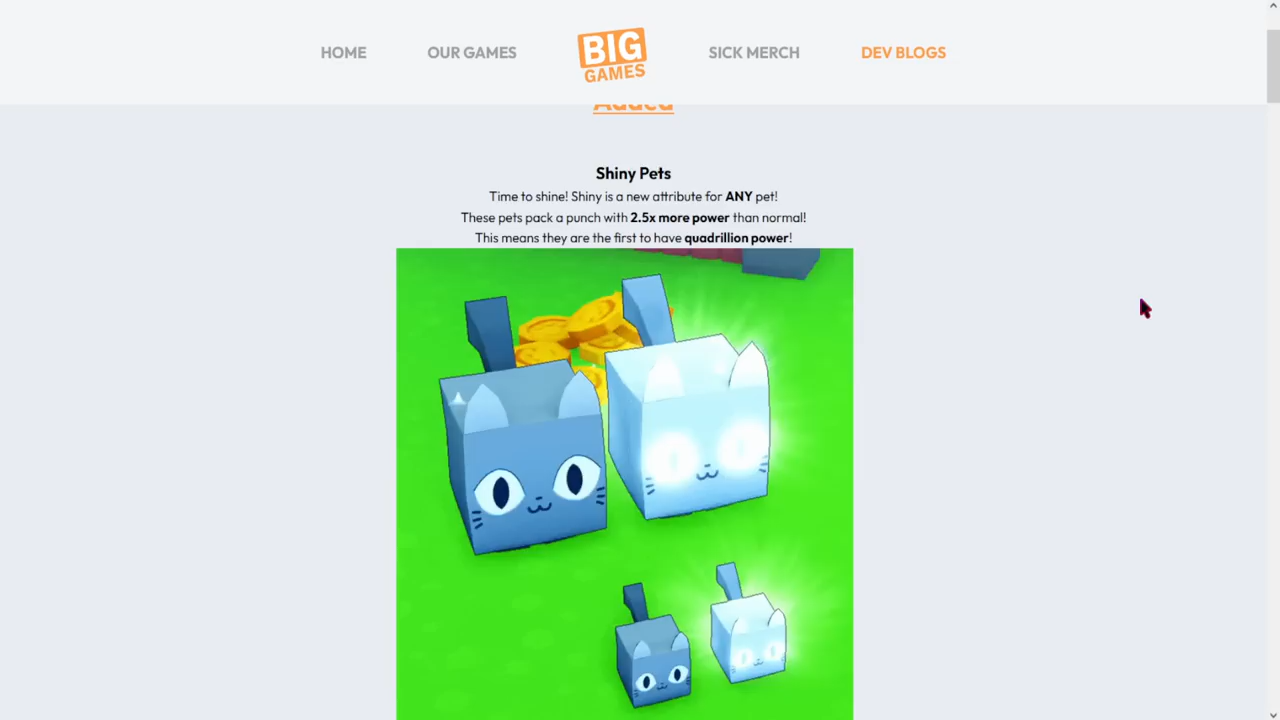 HOME
OUR GAMES
BIG
GAMES
SICK MERCH
DEV BLOGS
Added
Shiny Pets
Time to shine! Shiny is a new attribute for ANY pet!
These pets pack a punch with 2.5x more power than normal!
This means they are the first to have quadrillion power!